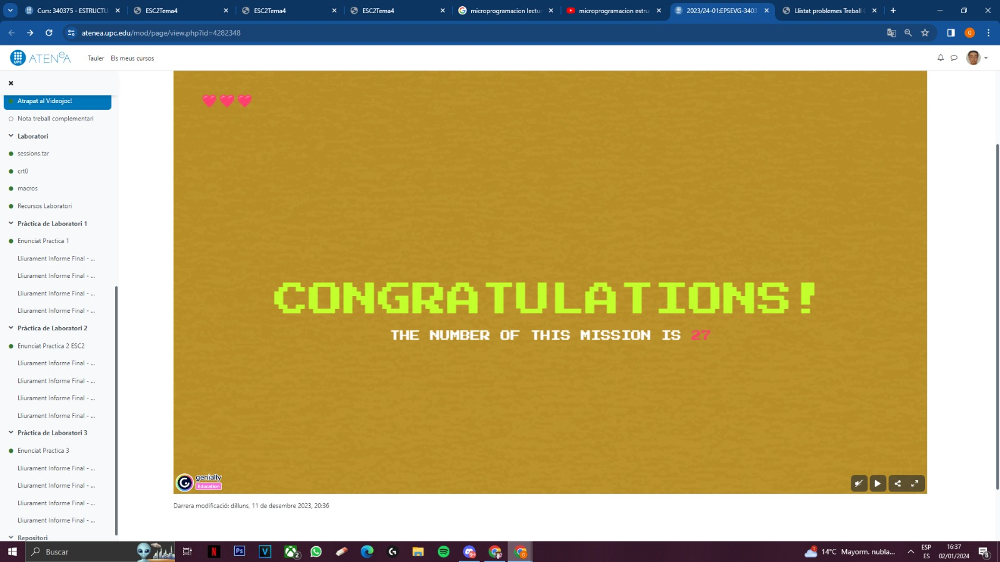 Curs: 340375 - ESTRUCTU
ESC2Tema4
ESC2Tema4
ESC2Tema4
microprogramacion lectu
microprogramacion estru
2023/24-01:EPSEVG-3403
Llistat problemes Treball
atenea.upc.edu/mod/page/view.php?id=4282348
G
UPC
ATENeA
Tauler
Els meus cursos
Atrapat al Videojoc!
Nota treball complementari
Laboratori
sessions.tar
crt0
macros
Recursos Laboratori
Pràctica de Laboratori 1
Enunciat Practica 1
Lliurament Informe FInal - ...
Lliurament Informe Final - ...
Lliurament Informe Final - ...
Lliurament Informe Final - ...
Pràctica de Laboratori 2
Enunciat Practica 2 ESC2
Lliurament Informe Final - ...
Lliurament Informe Final - ...
Lliurament Informe Final - ...
Lliurament Informe Final - ...
Pràctica de Laboratori 3
Enunciat Practica 3
Lliurament Informe Final - ...
Lliurament Informe Final - ...
Lliurament Informe Final - ...
Lliurament Informe Final - ...
Repositori
CONGRATULATIONS!
THE NUMBER OF THIS MISSION IS 27
genially
Education
Darrera modificació: dilluns, 11 de desembre 2023, 20:36
Buscar
N
Ps
V
2
9+
G
1
14°C Mayorm. nubla...
ESP
ES
16:37
02/01/2024
8